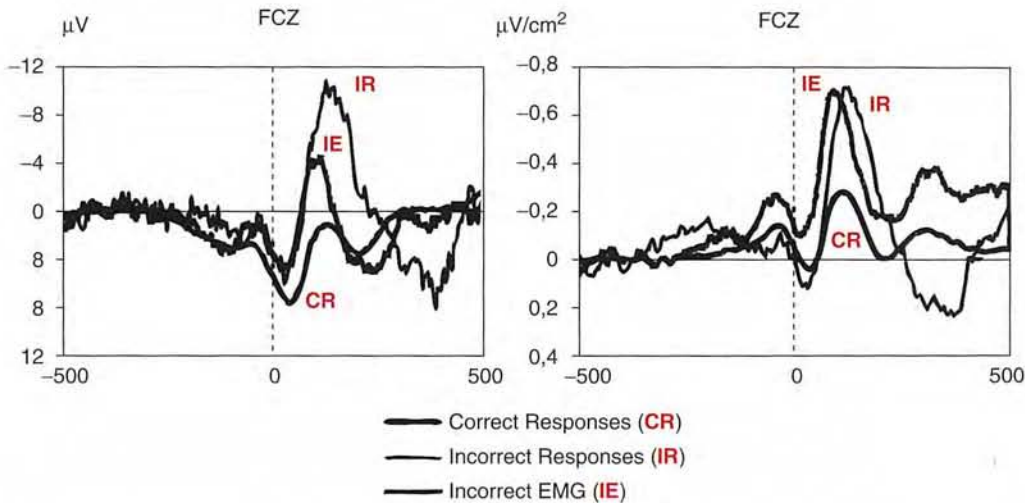 FCZ
µV
−12
−8
−4
0
8
8
12
−500
0
500
IR
IE
CR
FCZ
µV/cm²
−0,8
−0,6
−0,4
−0,2
0
0,2
0,4
−500
0
500
IE
IR
CR
Correct Responses (CR)
Incorrect Responses (IR)
Incorrect EMG (IE)